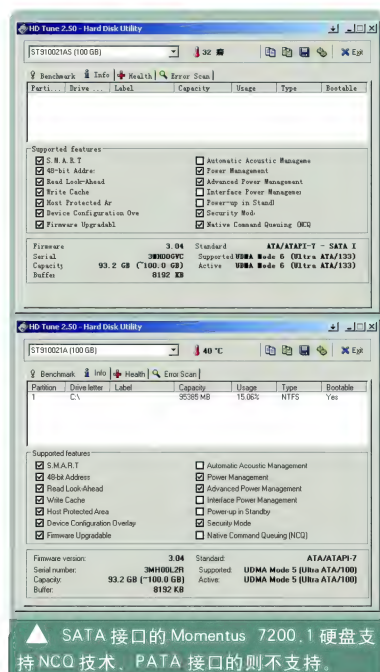 HD Tune 2.50 - Hard Disk Utility
ST910021AS (100 GB)
32
Exit
Benchmark Info Health Error Scan
Parti... Drive ... Label Capacity Usage Type Bootable
Supported features
S.M.A.R.T
48-bit Addre:
Read Look-Ahead
Write Cache
Host Protected Ar
Device Configuration Ove
Firmware Upgradabl
Automatic Acoustic Manageme
Power Management
Advanced Power Management
Interface Power Managemen
Power-up in Standl
Security Mod
Native Command Queuing (NCQ
Firmware 3.04 Standard ATA/ATAPI-7 - SATA I
Serial 3MH00GVC Supported UDMA Mode 6 (Ultra ATA/133)
Capacity 93.2 GB (~100.0 GB) Active UDMA Mode 6 (Ultra ATA/133)
Buffer 8192 KB
HD Tune 2.50 - Hard Disk Utility
ST910021A (100 GB)
40 °C
Exit
Benchmark Info Health Error Scan
Partition Drive letter Label Capacity Usage Type Bootable
1 C:\ 95385 MB 15.06% NTFS Yes
Supported features
S.M.A.R.T
48-bit Address
Read Look-Ahead
Write Cache
Host Protected Area
Device Configuration Overlay
Firmware Upgradable
Automatic Acoustic Management
Power Management
Advanced Power Management
Interface Power Management
Power-up in Standby
Security Mode
Native Command Queuing (NCQ)
Firmware version: 3.04 Standard: ATA/ATAPI-7
Serial number: 3MH00L2R Supported: UDMA Mode 5 (Ultra ATA/100)
Capacity: 93.2 GB (~100.0 GB) Active: UDMA Mode 5 (Ultra ATA/100)
Buffer: 8192 KB
SATA 接口的 Momentus 7200.1 硬盘支
持 NCQ 技术，PATA 接口的则不支持。